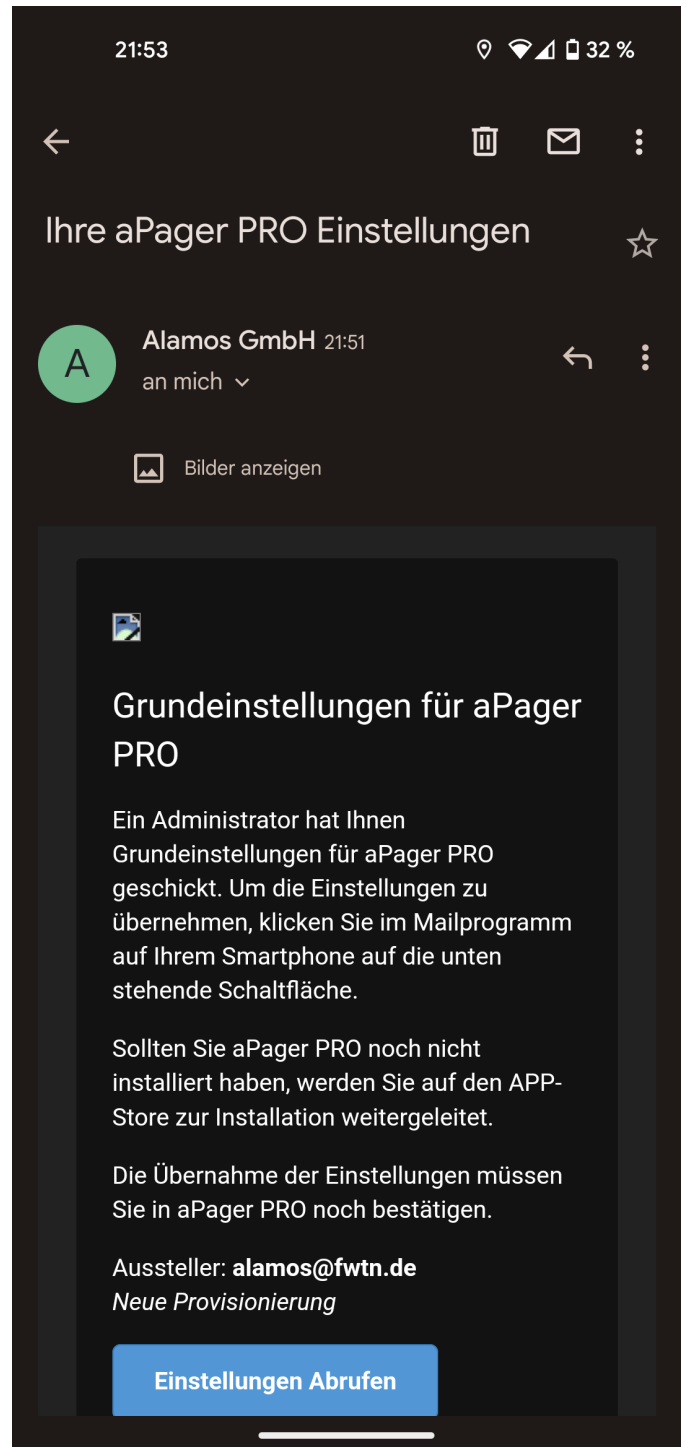 21:53
32 %
Ihre aPager PRO Einstellungen
A
Alamos GmbH 21:51
an mich
Bilder anzeigen
Grundeinstellungen für aPager
PRO
Ein Administrator hat Ihnen
Grundeinstellungen für aPager PRO
geschickt. Um die Einstellungen zu
übernehmen, klicken Sie im Mailprogramm
auf Ihrem Smartphone auf die unten
stehende Schaltfläche.
Sollten Sie aPager PRO noch nicht
installiert haben, werden Sie auf den APP-
Store zur Installation weitergeleitet.
Die Übernahme der Einstellungen müssen
Sie in aPager PRO noch bestätigen.
Aussteller: alamos@fwtn.de
Neue Provisionierung
Einstellungen Abrufen